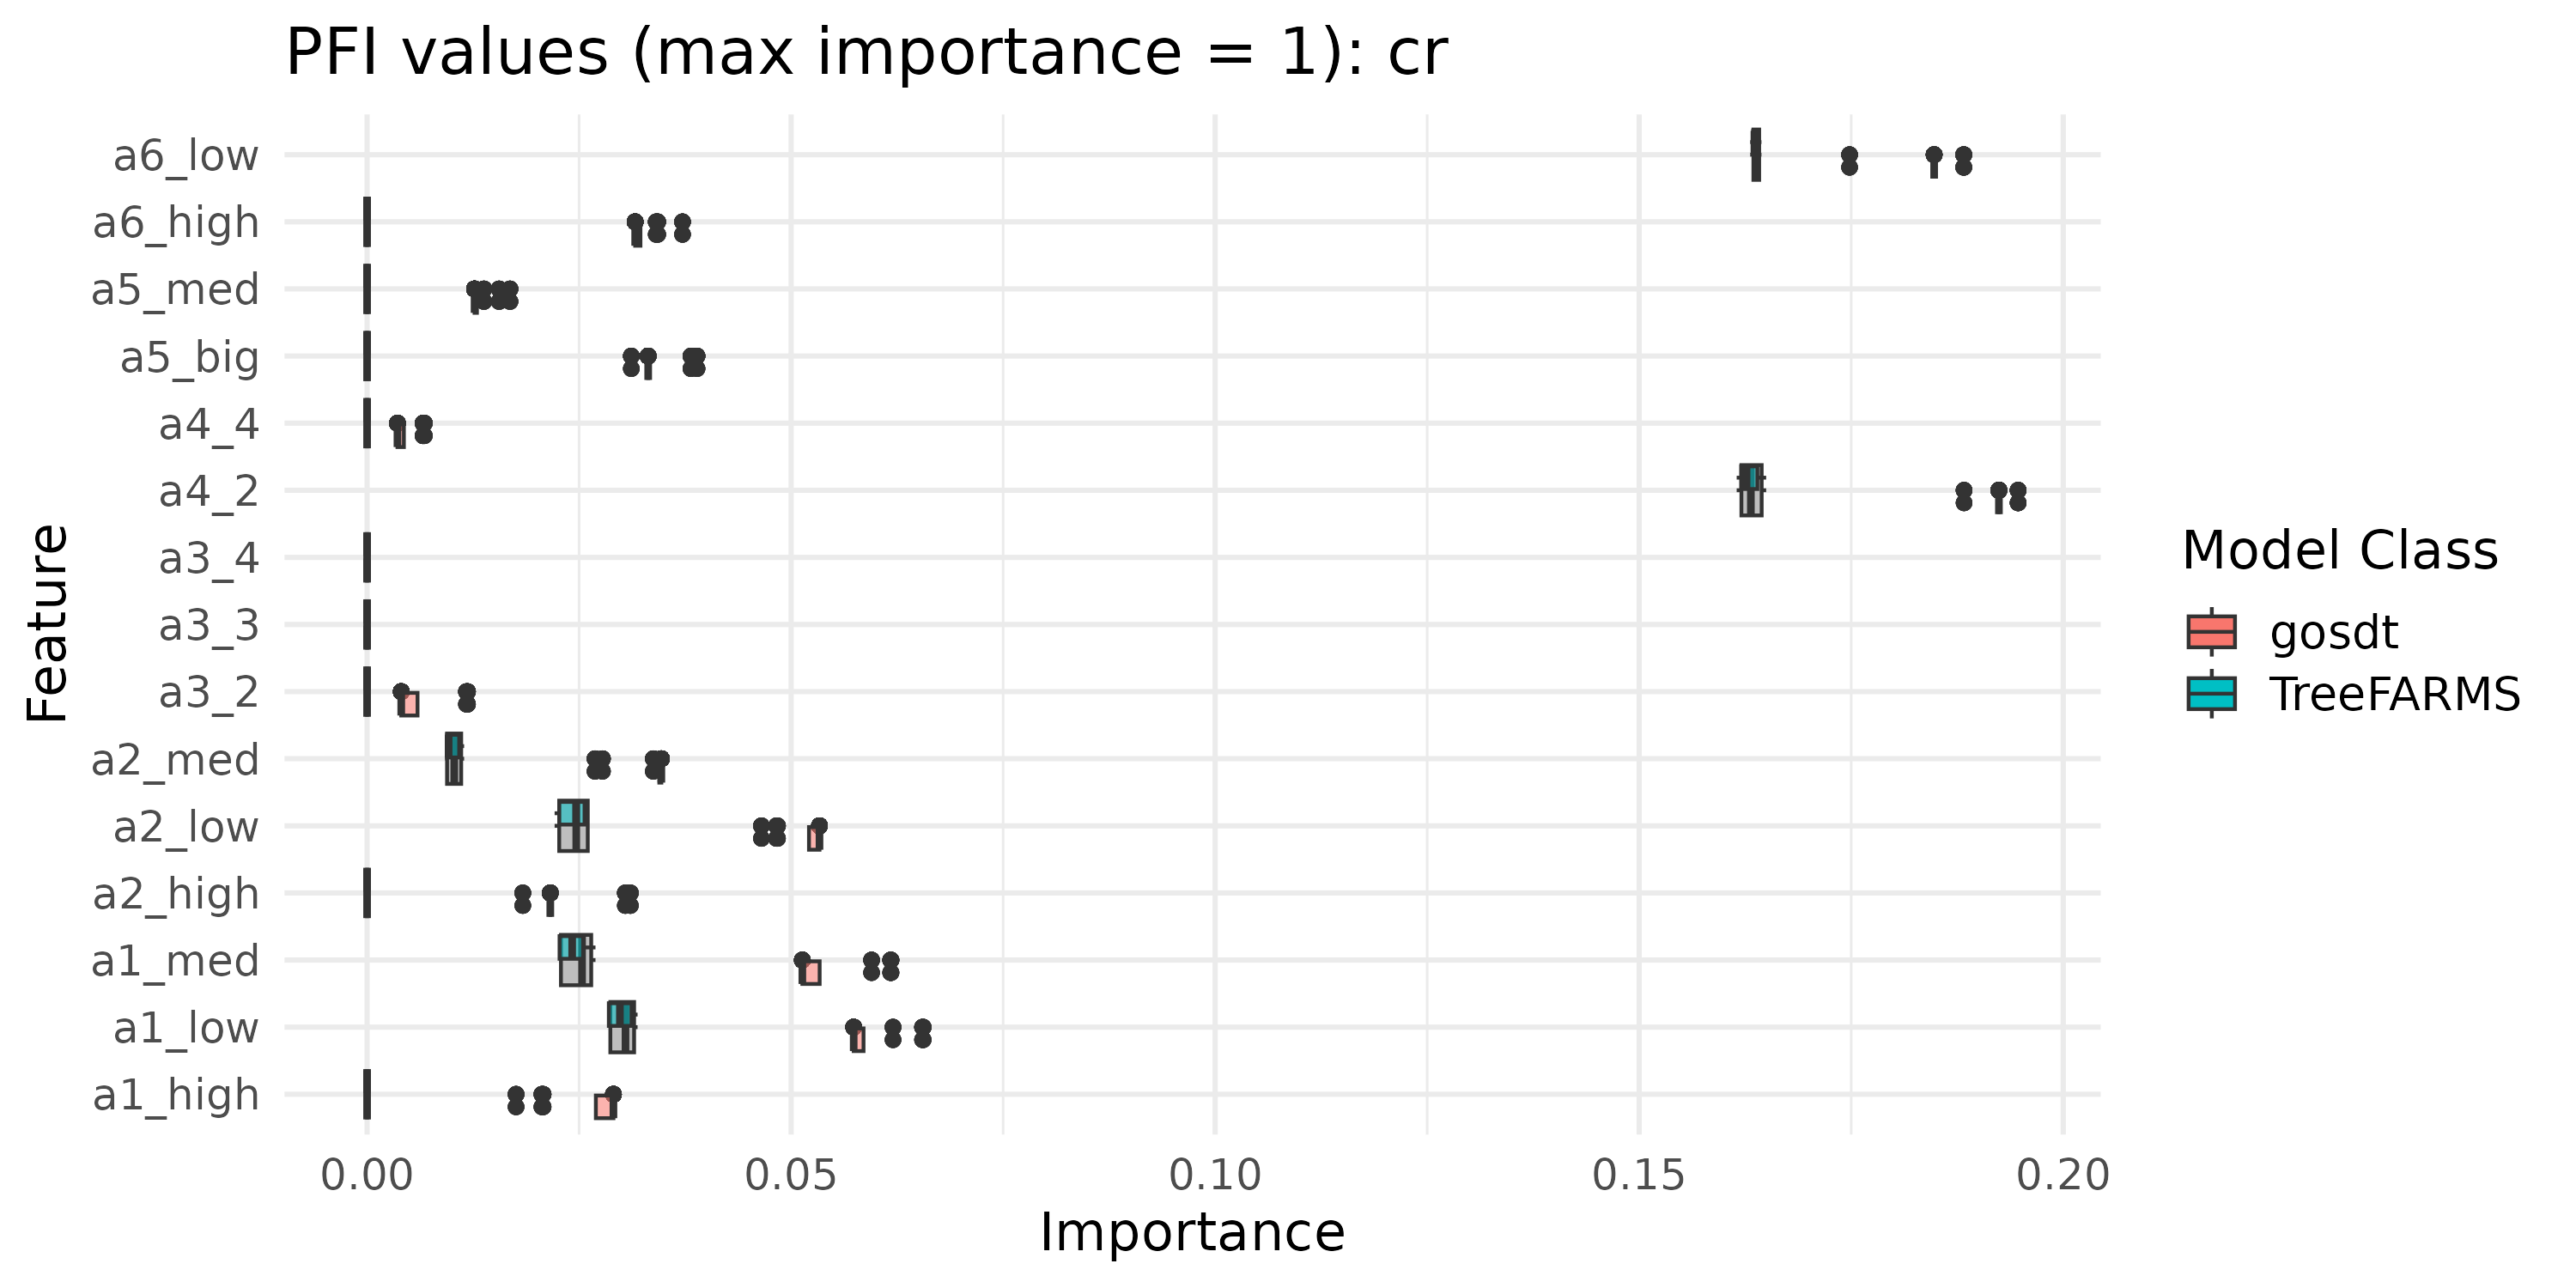 PFI values (max importance = 1): cr
a6_low
a6_high
a5_med
a5_big
a4_4
a4_2
a3_4
a3_3
a3_2
a2_med
a2_low
a2_high
a1_med
a1_low
a1_high
Feature
0.00 0.05 0.10 0.15 0.20
Importance
Model Class
gosdt
TreeFARMS